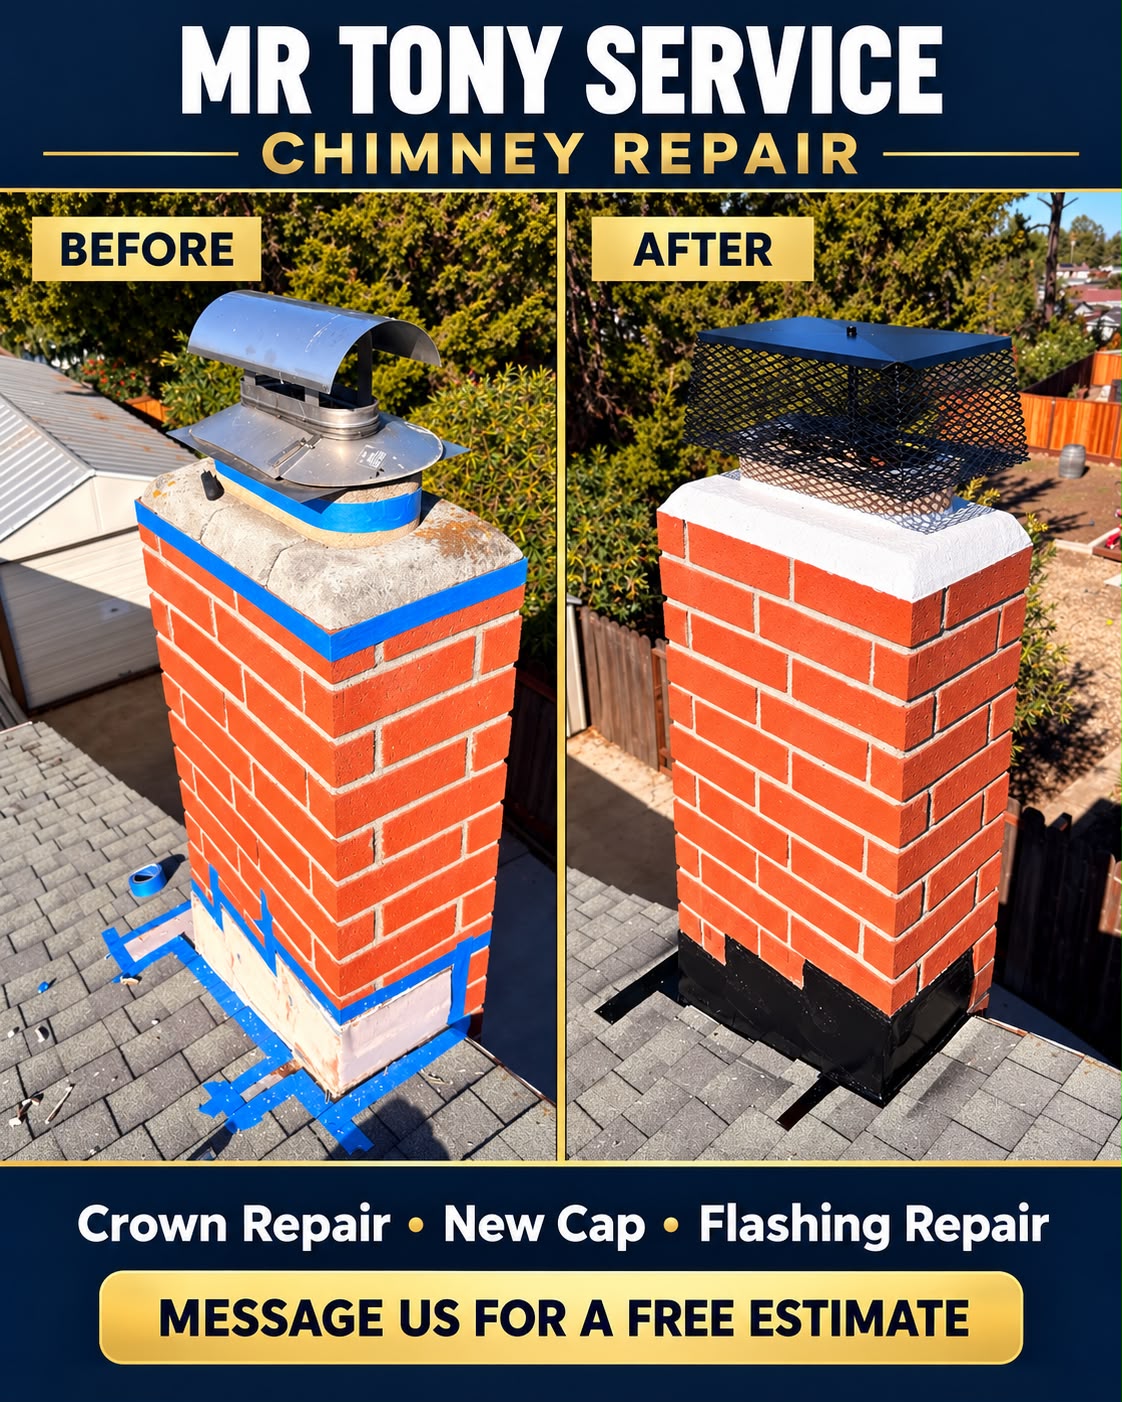 MR TONY SERVICE
CHIMNEY REPAIR
BEFORE
AFTER
Crown Repair • New Cap • Flashing Repair
MESSAGE US FOR A FREE ESTIMATE